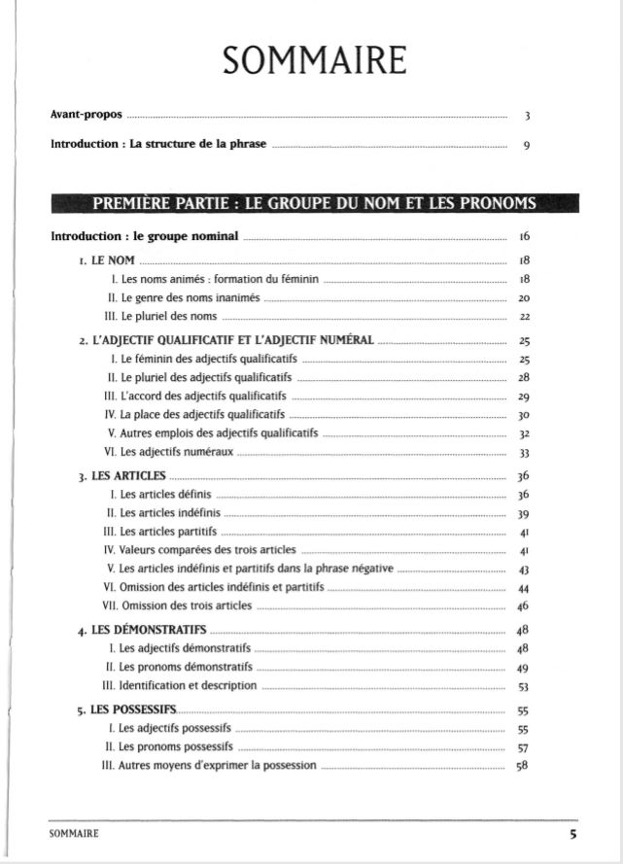 SOMMAIRE
Avant-propos 3
Introduction : La structure de la phrase 9
PREMIÈRE PARTIE : LE GROUPE DU NOM ET LES PRONOMS
Introduction : le groupe nominal 16
1. LE NOM 18
I. Les noms animés : formation du féminin 18
II. Le genre des noms inanimés 20
III. Le pluriel des noms 22
2. L'ADJECTIF QUALIFICATIF ET L'ADJECTIF NUMÉRAL 25
I. Le féminin des adjectifs qualificatifs 25
II. Le pluriel des adjectifs qualificatifs 28
III. L'accord des adjectifs qualificatifs 29
IV. La place des adjectifs qualificatifs 30
V. Autres emplois des adjectifs qualificatifs 32
VI. Les adjectifs numéraux 33
3. LES ARTICLES 36
I. Les articles définis 36
II. Les articles indéfinis 39
III. Les articles partitifs 41
IV. Valeurs comparées des trois articles 41
V. Les articles indéfinis et partitifs dans la phrase négative 43
VI. Omission des articles indéfinis et partitifs 44
VII. Omission des trois articles 46
4. LES DÉMONSTRATIFS 48
I. Les adjectifs démonstratifs 48
II. Les pronoms démonstratifs 49
III. Identification et description 53
5. LES POSSESSIFS 55
I. Les adjectifs possessifs 55
II. Les pronoms possessifs 57
III. Autres moyens d'exprimer la possession 58
SOMMAIRE 5